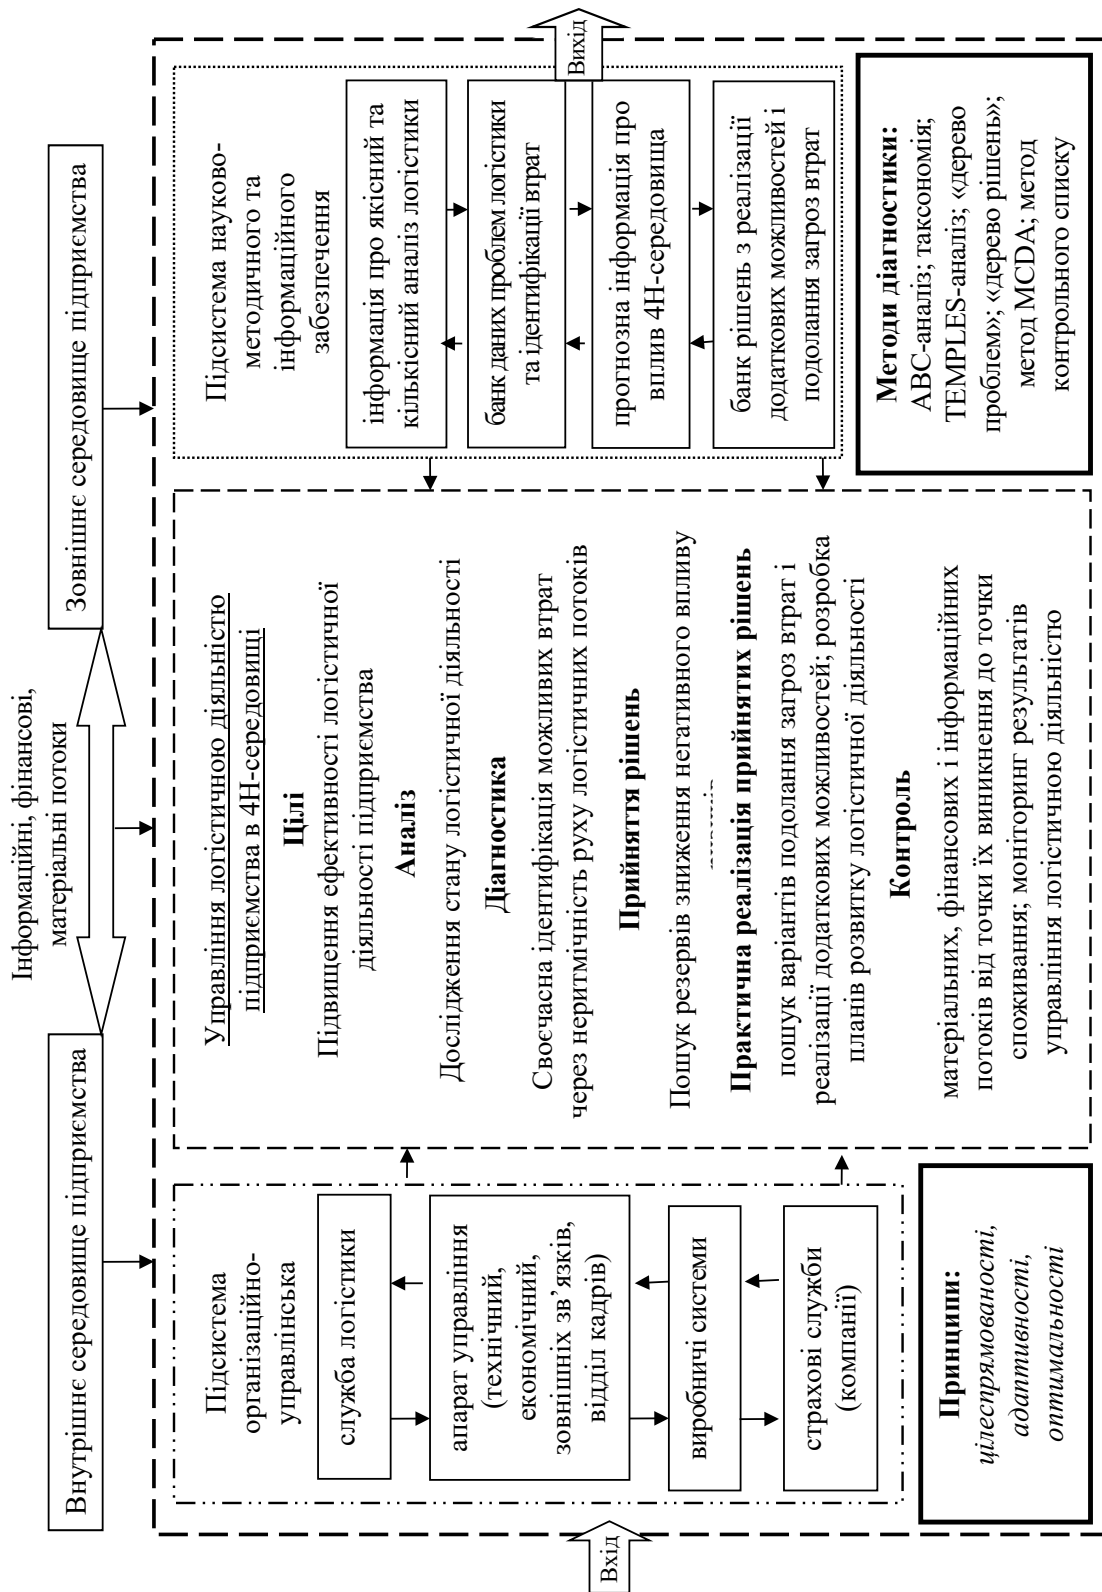 Інформаційні, фінансові,
матеріальні потоки
Внутрішнє середовище підприємства
Зовнішнє середовище підприємства
Вхід
Підсистема
організаційно-
управлінська
служба логістики
апарат управління
(технічний,
економічний,
зовнішніх зв’язків,
відділ кадрів)
виробничі системи
страхові служби
(компанії)
Принципи:
цілеспрямованості,
адаптивності,
оптимальності
Управління логістичною діяльністю
підприємства в 4Н-середовищі
Цілі
Підвищення ефективності логістичної
діяльності підприємства
Аналіз
Дослідження стану логістичної діяльності
Діагностика
Своєчасна ідентифікація можливих втрат
через неритмічність руху логістичних потоків
Прийняття рішень
Пошук резервів зниження негативного впливу
Практична реалізація прийнятих рішень
пошук варіантів подолання загроз втрат і
реалізації додаткових можливостей; розробка
планів розвитку логістичної діяльності
Контроль
матеріальних, фінансових і інформаційних
потоків від точки їх виникнення до точки
споживання; моніторинг результатів
управління логістичною діяльністю
Підсистема науково-
методичного та
інформаційного
забезпечення
інформація про якісний та
кількісний аналіз логістики
банк даних проблем логістики
та ідентифікації втрат
прогнозна інформація про
вплив 4Н-середовища
банк рішень з реалізації
додаткових можливостей і
подолання загроз втрат
Вихід
Методи діагностики:
АВС-аналіз; таксономія;
TEMPLES-аналіз; «дерево
проблем»; «дерево рішень»;
метод MCDA; метод
контрольного списку